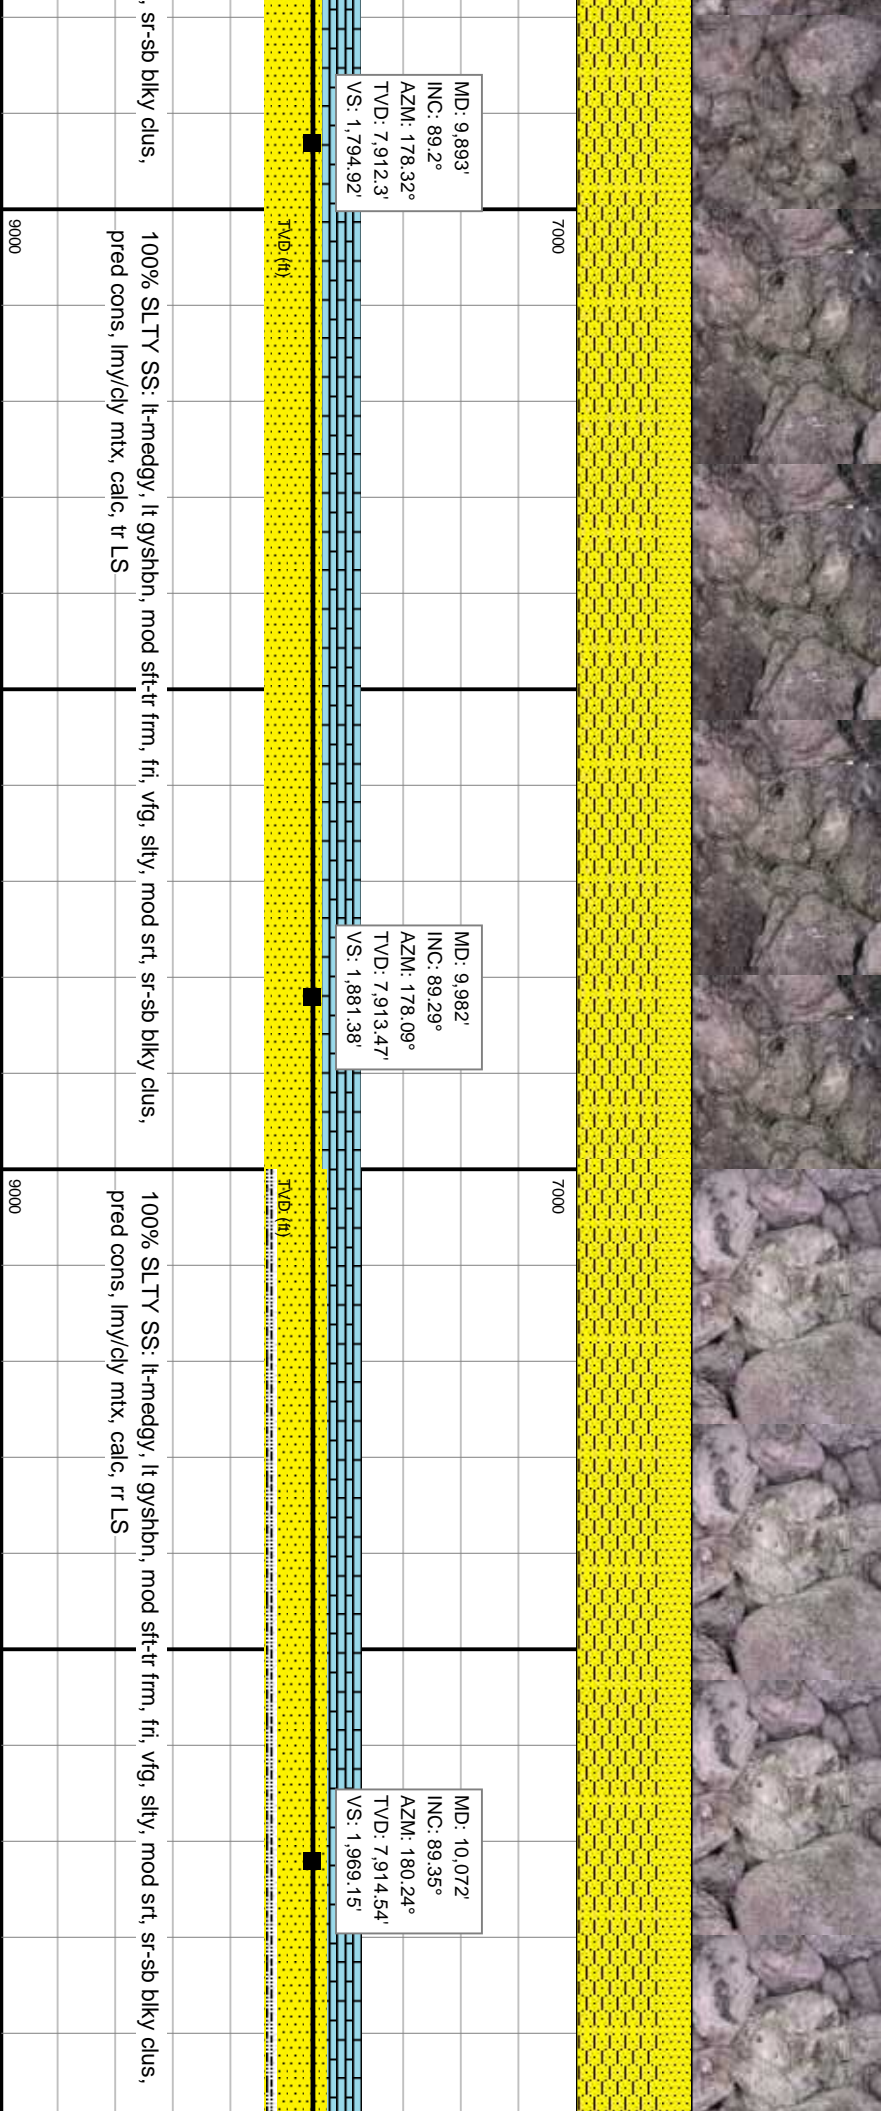 , sr-sb blky clus,
MD: 9,893'
INC: 89.2°
AZM: 178.32°
TVD: 7,912.3'
VS: 1,794.92'
7000
TVD (ft)
9000
100% SLTY SS: lt-medgy, lt gyshbn, mod sft-tr frm, fri, vfg, slty, mod srt, sr-sb blky clus,
pred cons, lmy/cly mtx, calc, tr LS
MD: 9,982'
INC: 89.29°
AZM: 178.09°
TVD: 7,913.47'
VS: 1,881.38'
7000
TVD (ft)
9000
100% SLTY SS: lt-medgy, lt gyshbn, mod sft-tr frm, fri, vfg, slty, mod srt, sr-sb blky clus,
pred cons, lmy/cly mtx, calc, rr LS
MD: 10,072'
INC: 89.35°
AZM: 180.24°
TVD: 7,914.54'
VS: 1,969.15'